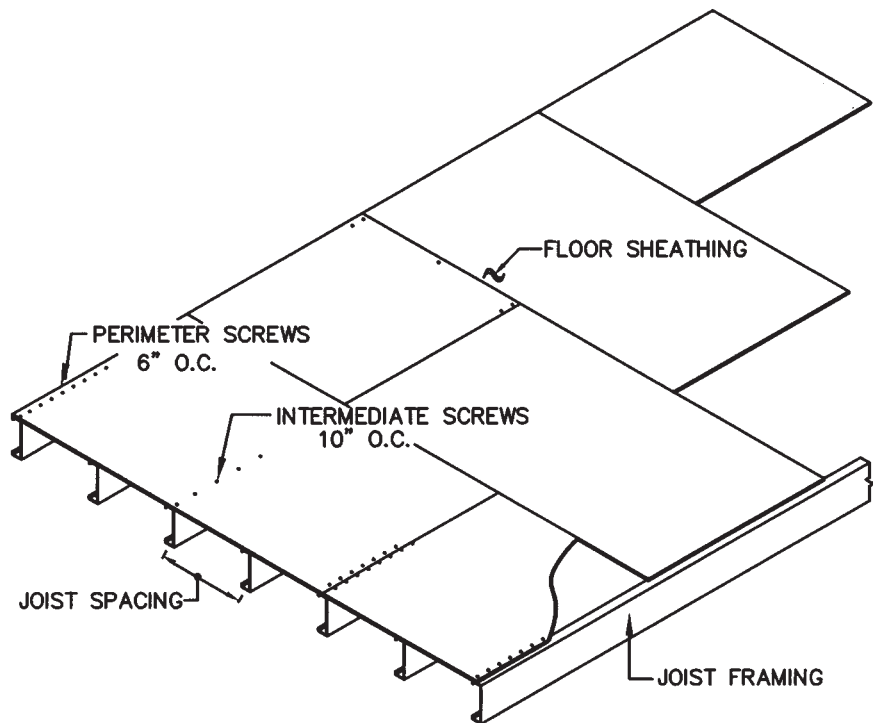 FLOOR SHEATHING
PERIMETER SCREWS
6" O.C.
INTERMEDIATE SCREWS
10" O.C.
JOIST SPACING
JOIST FRAMING